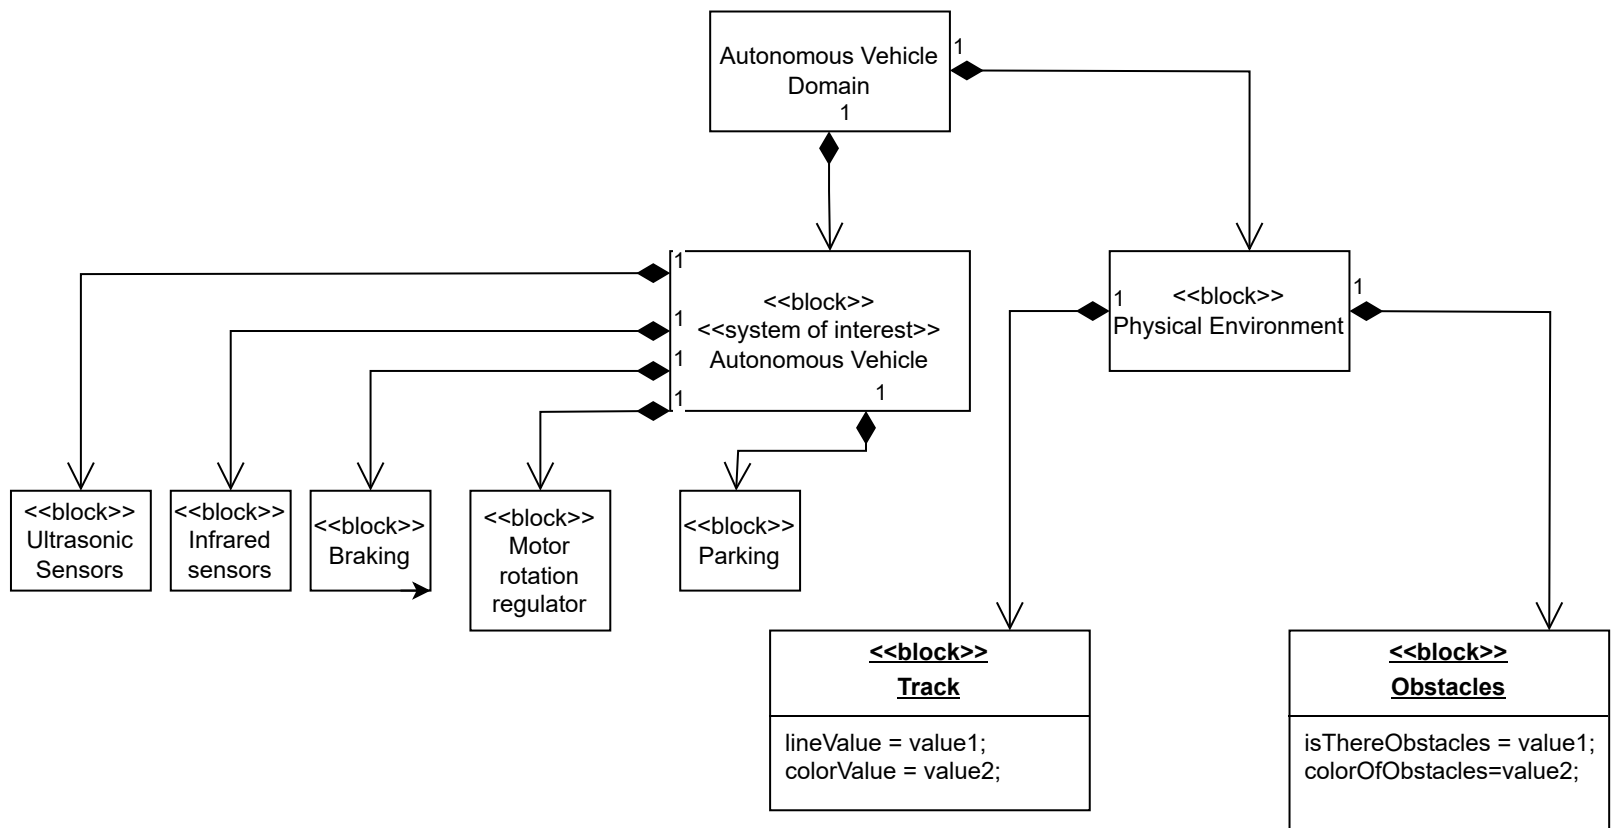 1
Autonomous Vehicle
Domain
1
1
<<block>>
<<system of interest>>
Autonomous Vehicle
1
1
1
1
1
<<block>>
Physical Environment
1
<<block>>
Ultrasonic
Sensors
<<block>>
Infrared
sensors
<<block>>
Braking
<<block>>
Motor
rotation
regulator
<<block>>
Parking
<<block>>
Track
lineValue = value1;
colorValue = value2;
<<block>>
Obstacles
isThereObstacles = value1;
colorOfObstacles=value2;